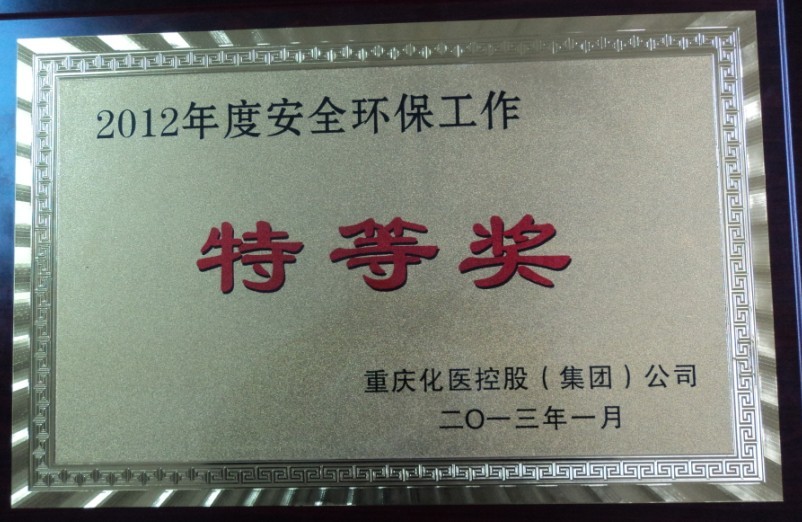 2012年度安全环保工作
特等奖
重庆化医控股（集团）公司
二〇一三年一月